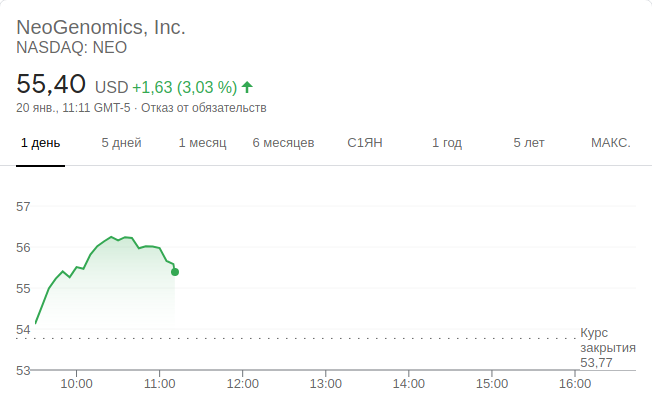 NeoGenomics, Inc.
NASDAQ: NEO
55,40 USD +1,63 (3,03 %)
20 янв., 11:11 GMT-5 · Отказ от обязательств
1 день 5 дней 1 месяц 6 месяцев С1ЯН 1 год 5 лет МАКС.
57
56
55
54
Курс
закрытия
53,77
53
10:00 11:00 12:00 13:00 14:00 15:00 16:00